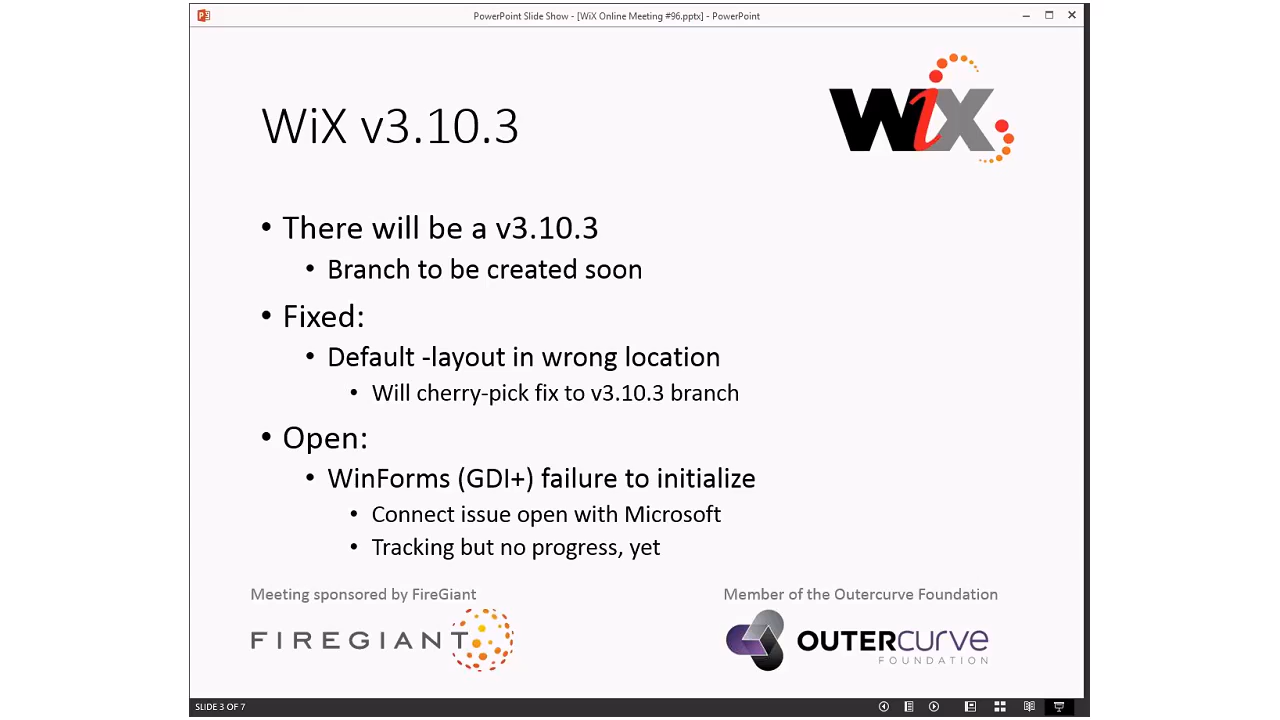 PowerPoint Slide Show - [WiX Online Meeting #96.pptx] - PowerPoint
WiX
WiX v3.10.3
• There will be a v3.10.3
• Branch to be created soon
• Fixed:
• Default -layout in wrong location
• Will cherry-pick fix to v3.10.3 branch
• Open:
• WinForms (GDI+) failure to initialize
• Connect issue open with Microsoft
• Tracking but no progress, yet
Meeting sponsored by FireGiant
FIREGIANT
Member of the Outercurve Foundation
OUTERCURVE
FOUNDATION
SLIDE 3 OF 7